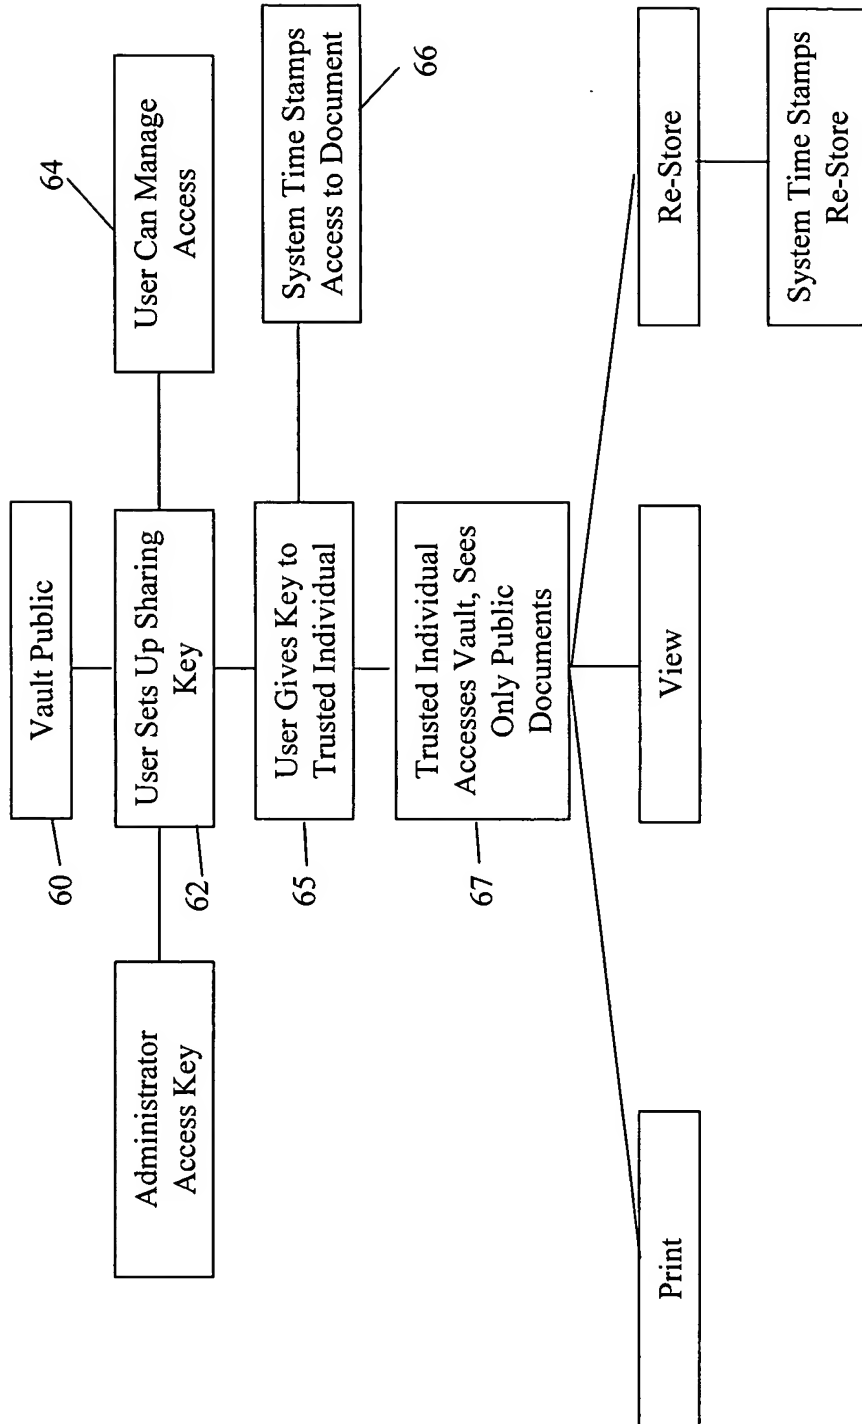 Vault Public
60
Administrator
Access Key
User Sets Up Sharing
Key
62
User Can Manage
Access
64
User Gives Key to
Trusted Individual
65
System Time Stamps
Access to Document
66
Trusted Individual
Accesses Vault, Sees
Only Public
Documents
67
Print
View
Re-Store
System Time Stamps
Re-Store